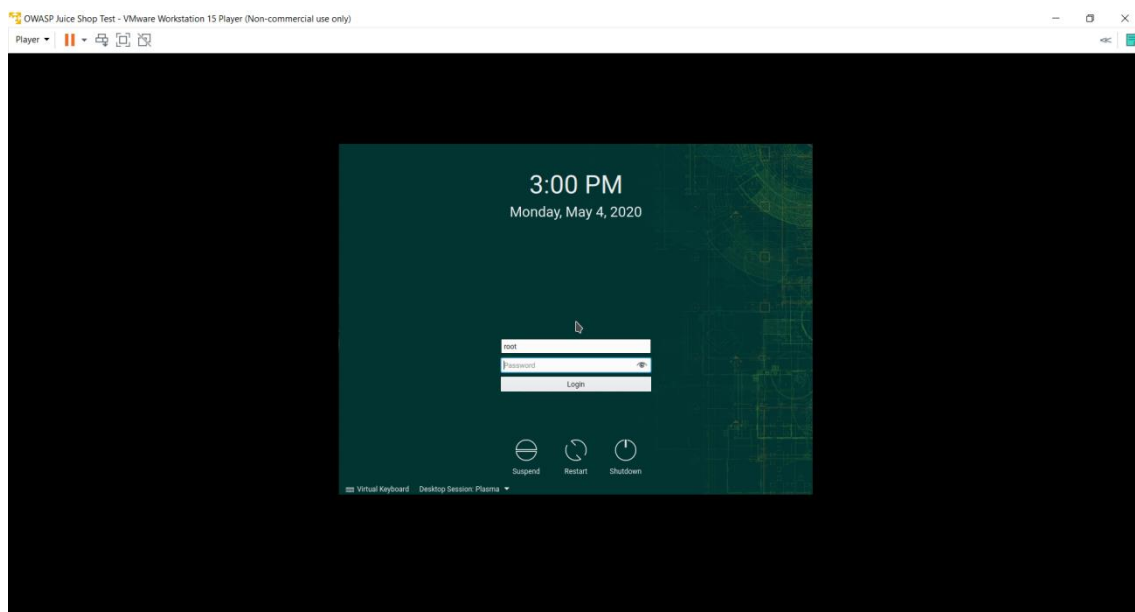 OWASP Juice Shop Test - VMware Workstation 15 Player (Non-commercial use only)
Player
3:00 PM
Monday, May 4, 2020
root
Password
Login
Suspend Restart Shutdown
Virtual Keyboard Desktop Session: Plasma